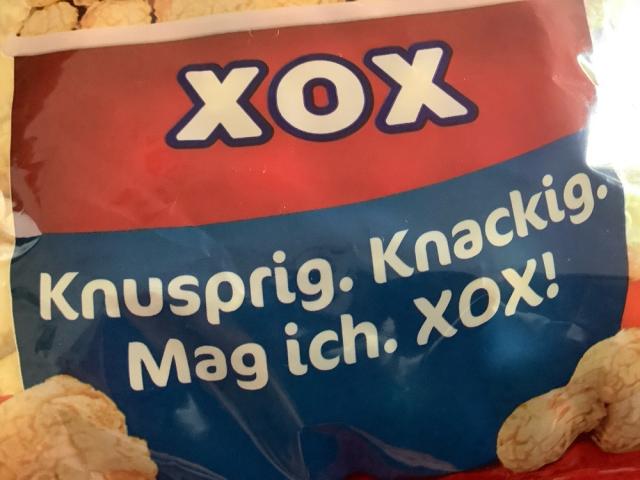 XOX
Knusprig. Knackig.
Mag ich. XOX!